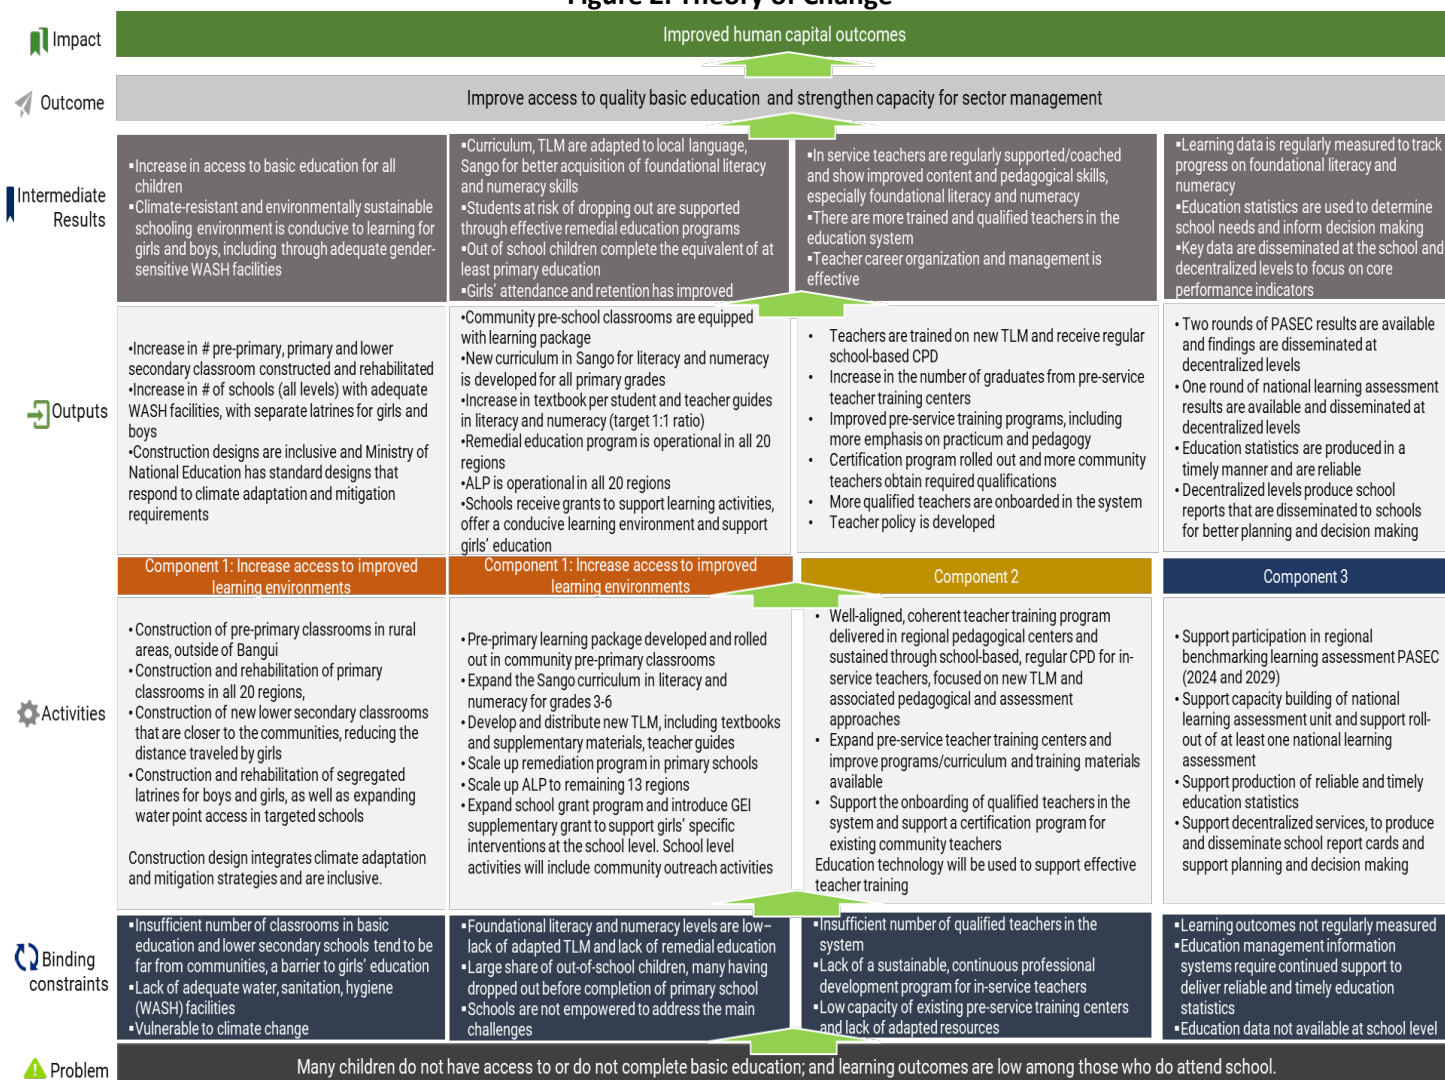 Figure 2: Theory of Change
Impact
Improved human capital outcomes
Outcome
Improve access to quality basic education and strengthen capacity for sector management
Intermediate
Results
▪Increase in access to basic education for all
children
▪Climate-resistant and environmentally sustainable
schooling environment is conducive to learning for
girls and boys, including through adequate gender-
sensitive WASH facilities
▪Curriculum, TLM are adapted to local language,
Sango for better acquisition of foundational literacy
and numeracy skills
▪Students at risk of dropping out are supported
through effective remedial education programs
▪Out of school children complete the equivalent of at
least primary education
▪Girls' attendance and retention has improved
▪In service teachers are regularly supported/coached
and show improved content and pedagogical skills,
especially foundational literacy and numeracy
▪There are more trained and qualified teachers in the
education system
▪Teacher career organization and management is
effective
▪Learning data is regularly measured to track
progress on foundational literacy and
numeracy
▪Education statistics are used to determine
school needs and inform decision making
▪Key data are disseminated at the school and
decentralized levels to focus on core
performance indicators
Outputs
•Increase in # pre-primary, primary and lower
secondary classroom constructed and rehabilitated
•Increase in # of schools (all levels) with adequate
WASH facilities, with separate latrines for girls and
boys
•Construction designs are inclusive and Ministry of
National Education has standard designs that
respond to climate adaptation and mitigation
requirements
•Community pre-school classrooms are equipped
with learning package
•New curriculum in Sango for literacy and numeracy
is developed for all primary grades
•Increase in textbook per student and teacher guides
in literacy and numeracy (target 1:1 ratio)
•Remedial education program is operational in all 20
regions
•ALP is operational in all 20 regions
•Schools receive grants to support learning activities,
offer a conducive learning environment and support
girls' education
• Teachers are trained on new TLM and receive regular
school-based CPD
• Increase in the number of graduates from pre-service
teacher training centers
• Improved pre-service training programs, including
more emphasis on practicum and pedagogy
• Certification program rolled out and more community
teachers obtain required qualifications
• More qualified teachers are onboarded in the system
• Teacher policy is developed
• Two rounds of PASEC results are available
and findings are disseminated at
decentralized levels
• One round of national learning assessment
results are available and disseminated at
decentralized levels
• Education statistics are produced in a
timely manner and are reliable
• Decentralized levels produce school
reports that are disseminated to schools
for better planning and decision making
Component 1: Increase access to improved
learning environments
Component 1: Increase access to improved
learning environments
Component 2
Component 3
Activities
• Construction of pre-primary classrooms in rural
areas, outside of Bangui
• Construction and rehabilitation of primary
classrooms in all 20 regions,
• Construction of new lower secondary classrooms
that are closer to the communities, reducing the
distance traveled by girls
• Construction and rehabilitation of segregated
latrines for boys and girls, as well as expanding
water point access in targeted schools
Construction design integrates climate adaptation
and mitigation strategies and are inclusive.
• Pre-primary learning package developed and rolled
out in community pre-primary classrooms
• Expand the Sango curriculum in literacy and
numeracy for grades 3-6
• Develop and distribute new TLM, including textbooks
and supplementary materials, teacher guides
• Scale up remediation program in primary schools
• Scale up ALP to remaining 13 regions
• Expand school grant program and introduce GEI
supplementary grant to support girls' specific
interventions at the school level. School level
activities will include community outreach activities
• Well-aligned, coherent teacher training program
delivered in regional pedagogical centers and
sustained through school-based, regular CPD for in-
service teachers, focused on new TLM and
associated pedagogical and assessment
approaches
• Expand pre-service teacher training centers and
improve programs/curriculum and training materials
available
• Support the onboarding of qualified teachers in the
system and support a certification program for
existing community teachers
Education technology will be used to support effective
teacher training
• Support participation in regional
benchmarking learning assessment PASEC
(2024 and 2029)
• Support capacity building of national
learning assessment unit and support roll-
out of at least one national learning
assessment
• Support production of reliable and timely
education statistics
• Support decentralized services, to produce
and disseminate school report cards and
support planning and decision making
Binding
constraints
▪Insufficient number of classrooms in basic
education and lower secondary schools tend to be
far from communities, a barrier to girls' education
▪Lack of adequate water, sanitation, hygiene
(WASH) facilities
▪Vulnerable to climate change
▪Foundational literacy and numeracy levels are low–
lack of adapted TLM and lack of remedial education
▪Large share of out-of-school children, many having
dropped out before completion of primary school
▪Schools are not empowered to address the main
challenges
▪Insufficient number of qualified teachers in the
system
▪Lack of a sustainable, continuous professional
development program for in-service teachers
▪Low capacity of existing pre-service training centers
and lack of adapted resources
▪Learning outcomes not regularly measured
▪Education management information
systems require continued support to
deliver reliable and timely education
statistics
▪Education data not available at school level
Problem
Many children do not have access to or do not complete basic education; and learning outcomes are low among those who do attend school.